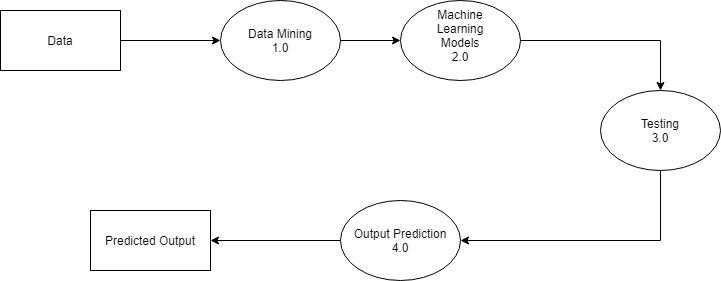 Data
Data Mining
1.0
Machine
Learning
Models
2.0
Testing
3.0
Output Prediction
4.0
Predicted Output